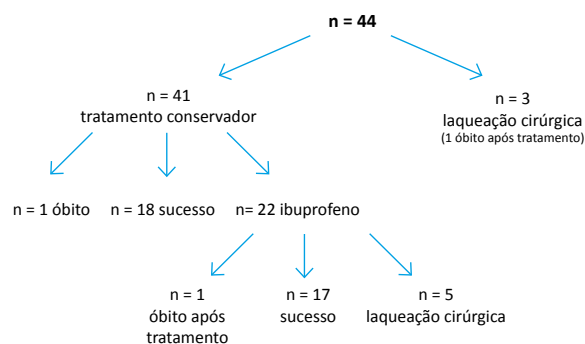 n = 44
n = 41
tratamento conservador
n = 3
laqueação cirúrgica
(1 óbito após tratamento)
n = 1 óbito
n = 18 sucesso
n= 22 ibuprofeno
n = 1
óbito após
tratamento
n = 17
sucesso
n = 5
laqueação cirúrgica